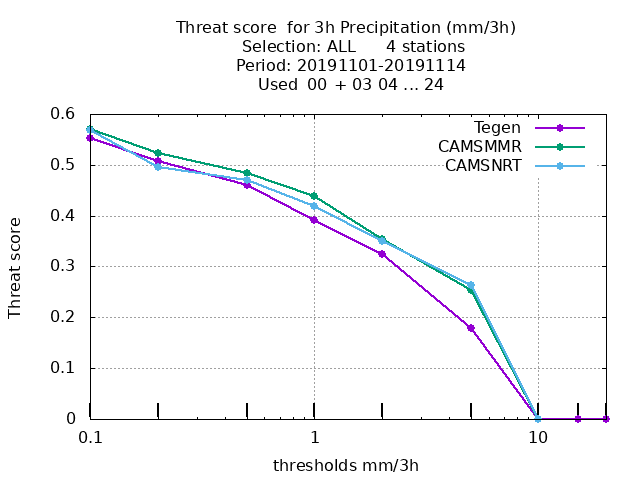 Threat score  for 3h Precipitation (mm/3h)
Selection: ALL      4 stations
Period: 20191101-20191114
Used  00  + 03 04 ... 24
Tegen
CAMSMMR
CAMSNRT
0.6
0.5
0.4
0.3
0.2
0.1
0
Threat score
0.1
1
10
thresholds mm/3h